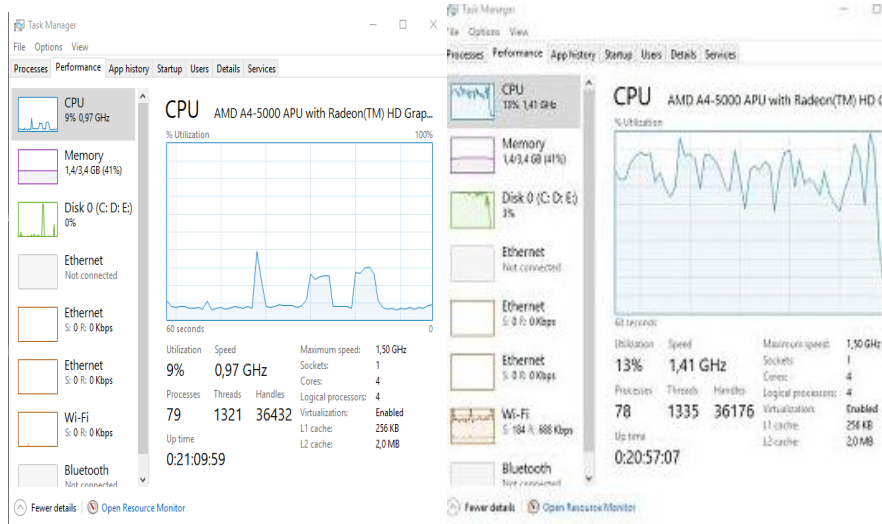 Task Manager
File Options View
Processes Performance App history Startup Users Details Services
CPU
9% 0,97 GHz
Memory
1,4/3,4 GB (41%)
Disk 0 (C: D: E:)
0%
Ethernet
Not connected
Ethernet
S: 0 R: 0 Kbps
Ethernet
S: 0 R: 0 Kbps
Wi-Fi
S: 0 R: 0 Kbps
Bluetooth
Not connected
CPU AMD A4-5000 APU with Radeon(TM) HD Grap...
% Utilization 100%
60 seconds 0
Utilization Speed Maximum speed: 1,50 GHz
9% 0,97 GHz Sockets: 1
Cores: 4
Processes Threads Handles Logical processors: 4
79 1321 36432 Virtualization: Enabled
L1 cache: 256 KB
Up time L2 cache: 2,0 MB
0:21:09:59
Fewer details Open Resource Monitor
Task Manager
File Options View
Processes Performance App history Startup Users Details Services
CPU
13% 1,41 GHz
Memory
1,4/3,4 GB (41%)
Disk 0 (C: D: E:)
3%
Ethernet
Not connected
Ethernet
S: 0 R: 0 Kbps
Ethernet
S: 0 R: 0 Kbps
Wi-Fi
S: 184 R: 688 Kbps
Bluetooth
Not connected
CPU AMD A4-5000 APU with Radeon(TM) HD
% Utilization
60 seconds
Utilization Speed Maximum speed: 1,50 GHz
13% 1,41 GHz Sockets: 1
Cores: 4
Processes Threads Handles Logical processors: 4
78 1335 36176 Virtualization: Enabled
L1 cache: 256 KB
Up time L2 cache: 2,0 MB
0:20:57:07
Fewer details Open Resource Monitor